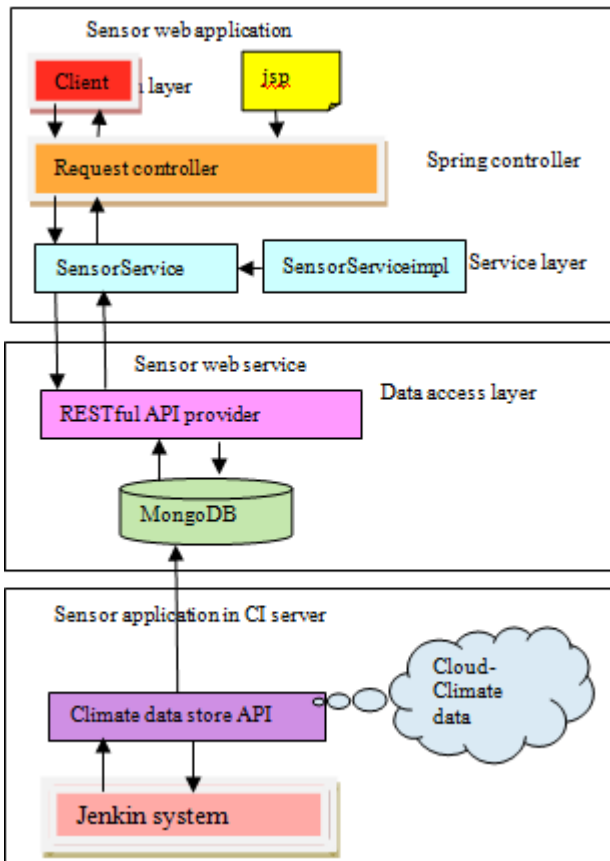 Sensor web application
Client
n layer
jsp
Request controller
Spring controller
SensorService
SensorServiceimpl
Service layer
Sensor web service
Data access layer
RESTful API provider
MongoDB
Sensor application in CI server
Cloud-
Climate
data
Climate data store API
Jenkin system